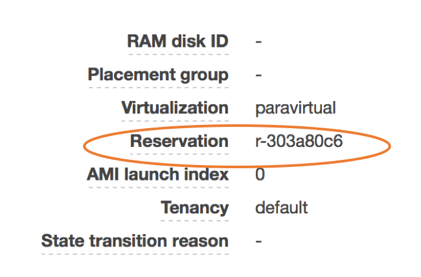 RAM disk ID -
Placement group -
Virtualization paravirtual
Reservation r-303a80c6
AMI launch index 0
Tenancy default
State transition reason -